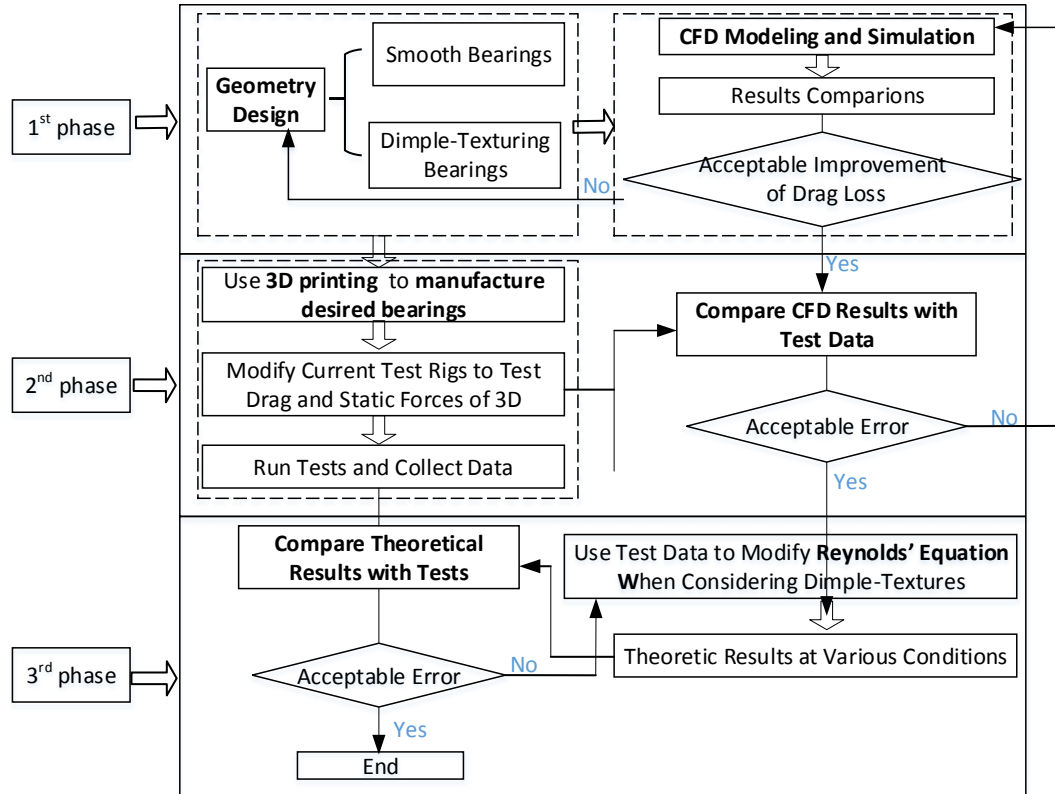 1st phase
Geometry
Design
Smooth Bearings
Dimple-Texturing
Bearings
CFD Modeling and Simulation
Results Comparions
Acceptable Improvement
of Drag Loss
No
Yes
2nd phase
Use 3D printing to manufacture
desired bearings
Modify Current Test Rigs to Test
Drag and Static Forces of 3D
Run Tests and Collect Data
Compare CFD Results with
Test Data
Acceptable Error
No
Yes
3rd phase
Compare Theoretical
Results with Tests
Use Test Data to Modify Reynolds’ Equation
When Considering Dimple-Textures
Theoretic Results at Various Conditions
Acceptable Error
No
Yes
End